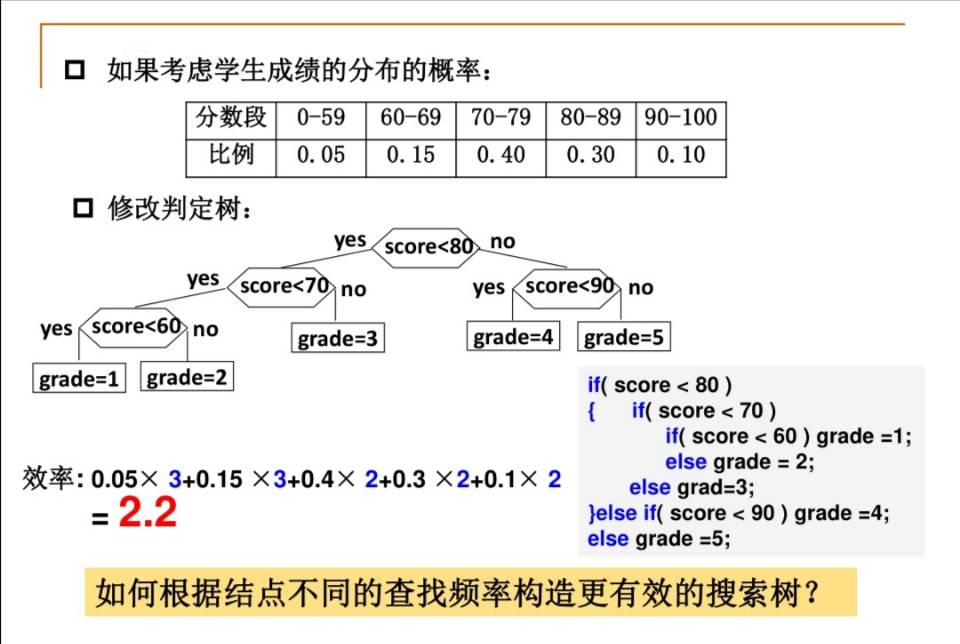 如果考虑学生成绩的分布的概率：
分数段 0-59 60-69 70-79 80-89 90-100
比例 0.05 0.15 0.40 0.30 0.10
修改判定树：
yes score<80 no
yes score<70 no
yes score<90 no
yes score<60 no
grade=3
grade=4
grade=5
grade=1
grade=2
if( score < 80 )
{ if( score < 70 )
if( score < 60 ) grade =1;
else grade = 2;
else grad=3;
}else if( score < 90 ) grade =4;
else grade =5;
效率: 0.05× 3+0.15 ×3+0.4× 2+0.3 ×2+0.1× 2
= 2.2
如何根据结点不同的查找频率构造更有效的搜索树？